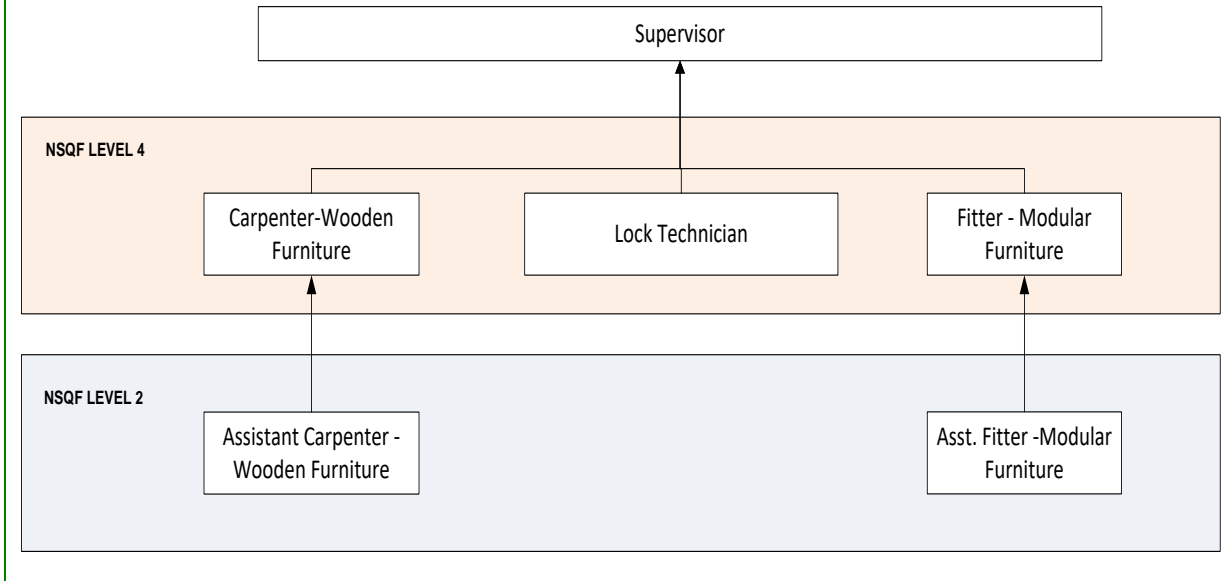 Supervisor
NSQF LEVEL 4
Carpenter-Wooden
Furniture
Lock Technician
Fitter - Modular
Furniture
NSQF LEVEL 2
Assistant Carpenter -
Wooden Furniture
Asst. Fitter -Modular
Furniture